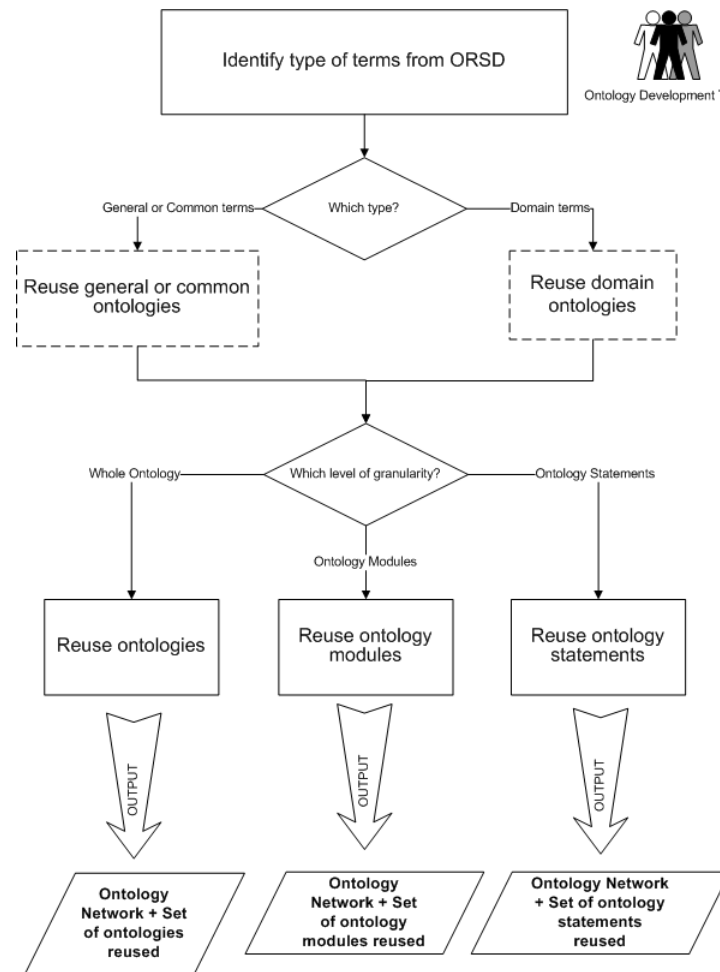 Identify type of terms from ORSD
Ontology Development
General or Common terms
Which type?
Domain terms
Reuse general or common
ontologies
Reuse domain
ontologies
Whole Ontology
Which level of granularity?
Ontology Statements
Ontology Modules
Reuse ontologies
Reuse ontology
modules
Reuse ontology
statements
OUTPUT
OUTPUT
OUTPUT
Ontology
Network + Set
of ontologies
reused
Ontology
Network + Set
of ontology
modules reused
Ontology Network
+ Set of ontology
statements
reused